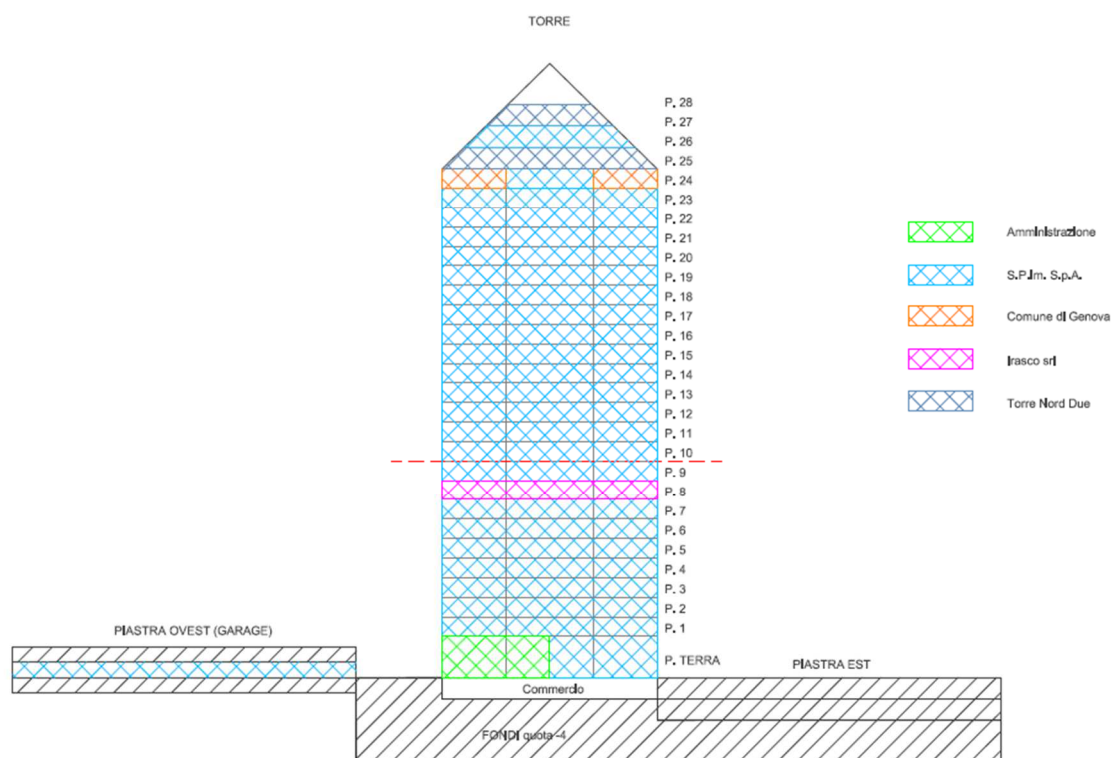 TORRE
P. 28
P. 27
P. 26
P. 25
P. 24
P. 23
P. 22
P. 21
P. 20
P. 19
P. 18
P. 17
P. 16
P. 15
P. 14
P. 13
P. 12
P. 11
P. 10
P. 9
P. 8
P. 7
P. 6
P. 5
P. 4
P. 3
P. 2
P. 1
P. TERRA
Amministrazione
S.P.Im. S.p.A.
Comune di Genova
Irasco srl
Torre Nord Due
PIASTRA OVEST (GARAGE)
PIASTRA EST
Commercio
FONDI quota -4